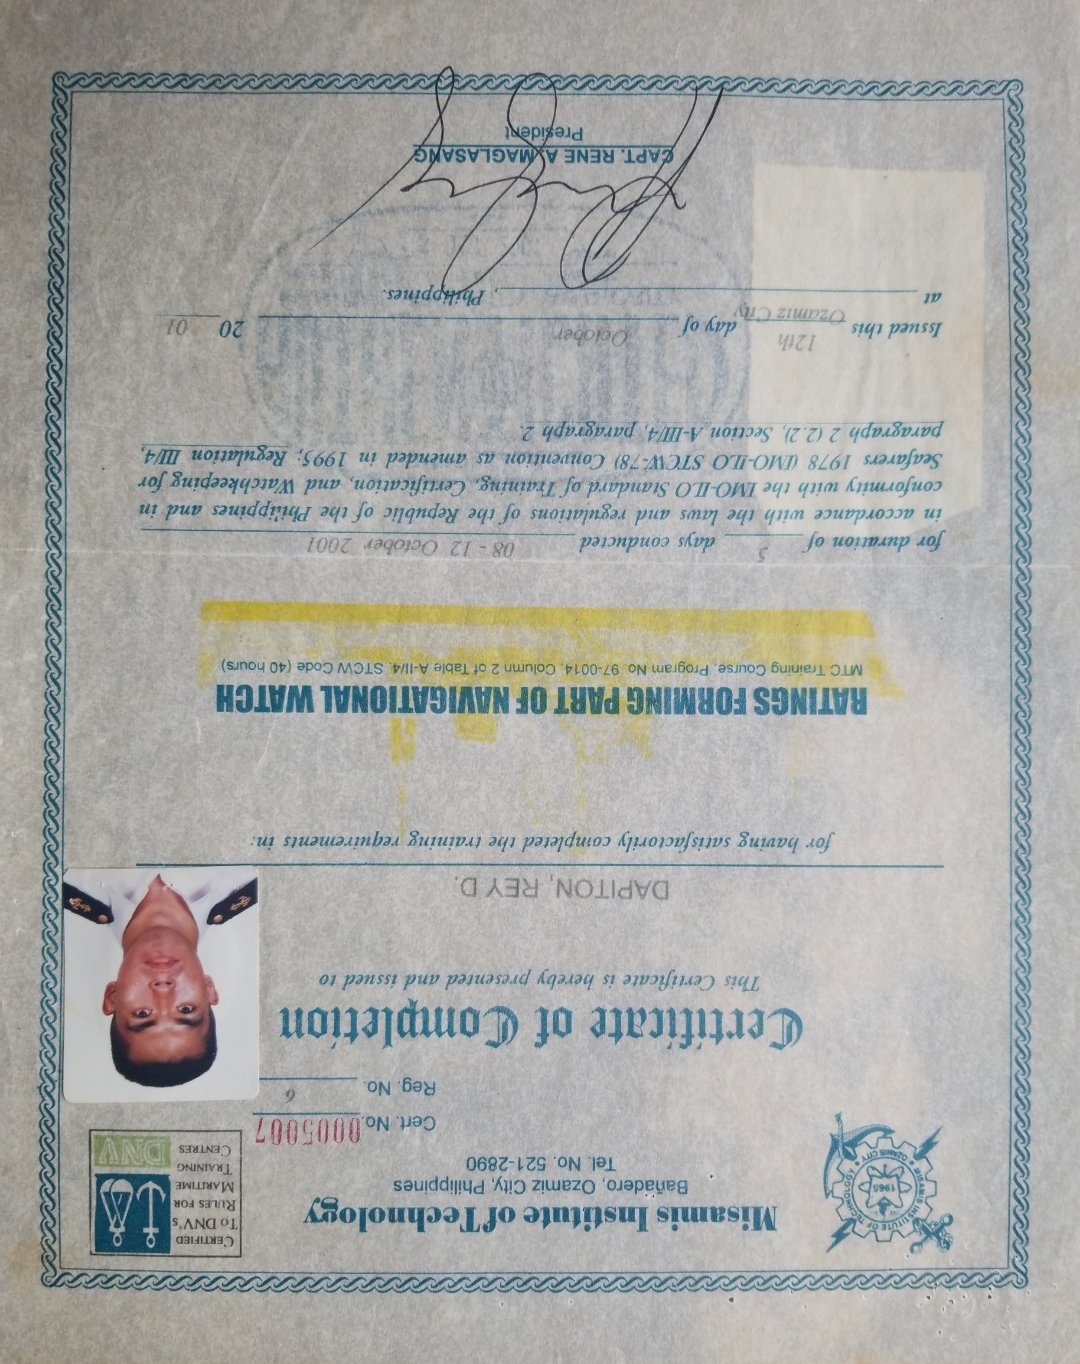 Misamis Institute of Technology
Bañadero, Ozamiz City, Philippines
Tel. No. 521-2890
MISAMIS INSTITUTE OF TECHNOLOGY
OZAMIS CITY
1965
CERTIFIED
TO DNV'S
RULES FOR
MARITIME
TRAINING
CENTRES
DNV
Cert. No. 0005007
Reg. No. 6
Certificate of Completion
This Certificate is hereby presented and issued to
DAPITON, REY D.
for having satisfactorily completed the training requirements in:
RATINGS FORMING PART OF NAVIGATIONAL WATCH
MTC Training Course, Program No. 97-0014, Column 2 of Table A-II/4, STCW Code (40 hours)
for duration of 5 days conducted 08 - 12 October 2001
in accordance with the laws and regulations of the Republic of the Philippines and in
conformity with the IMO-ILO Standard of Training, Certification, and Watchkeeping for
Seafarers 1978 (IMO-ILO STCW-78) Convention as amended in 1995; Regulation III/4,
paragraph 2 (2.2), Section A-III/4, paragraph 2.
Issued this 12th day of October 20 01
at Ozamiz City, Philippines.
CAPT. RENE A. MAGLASANG
President